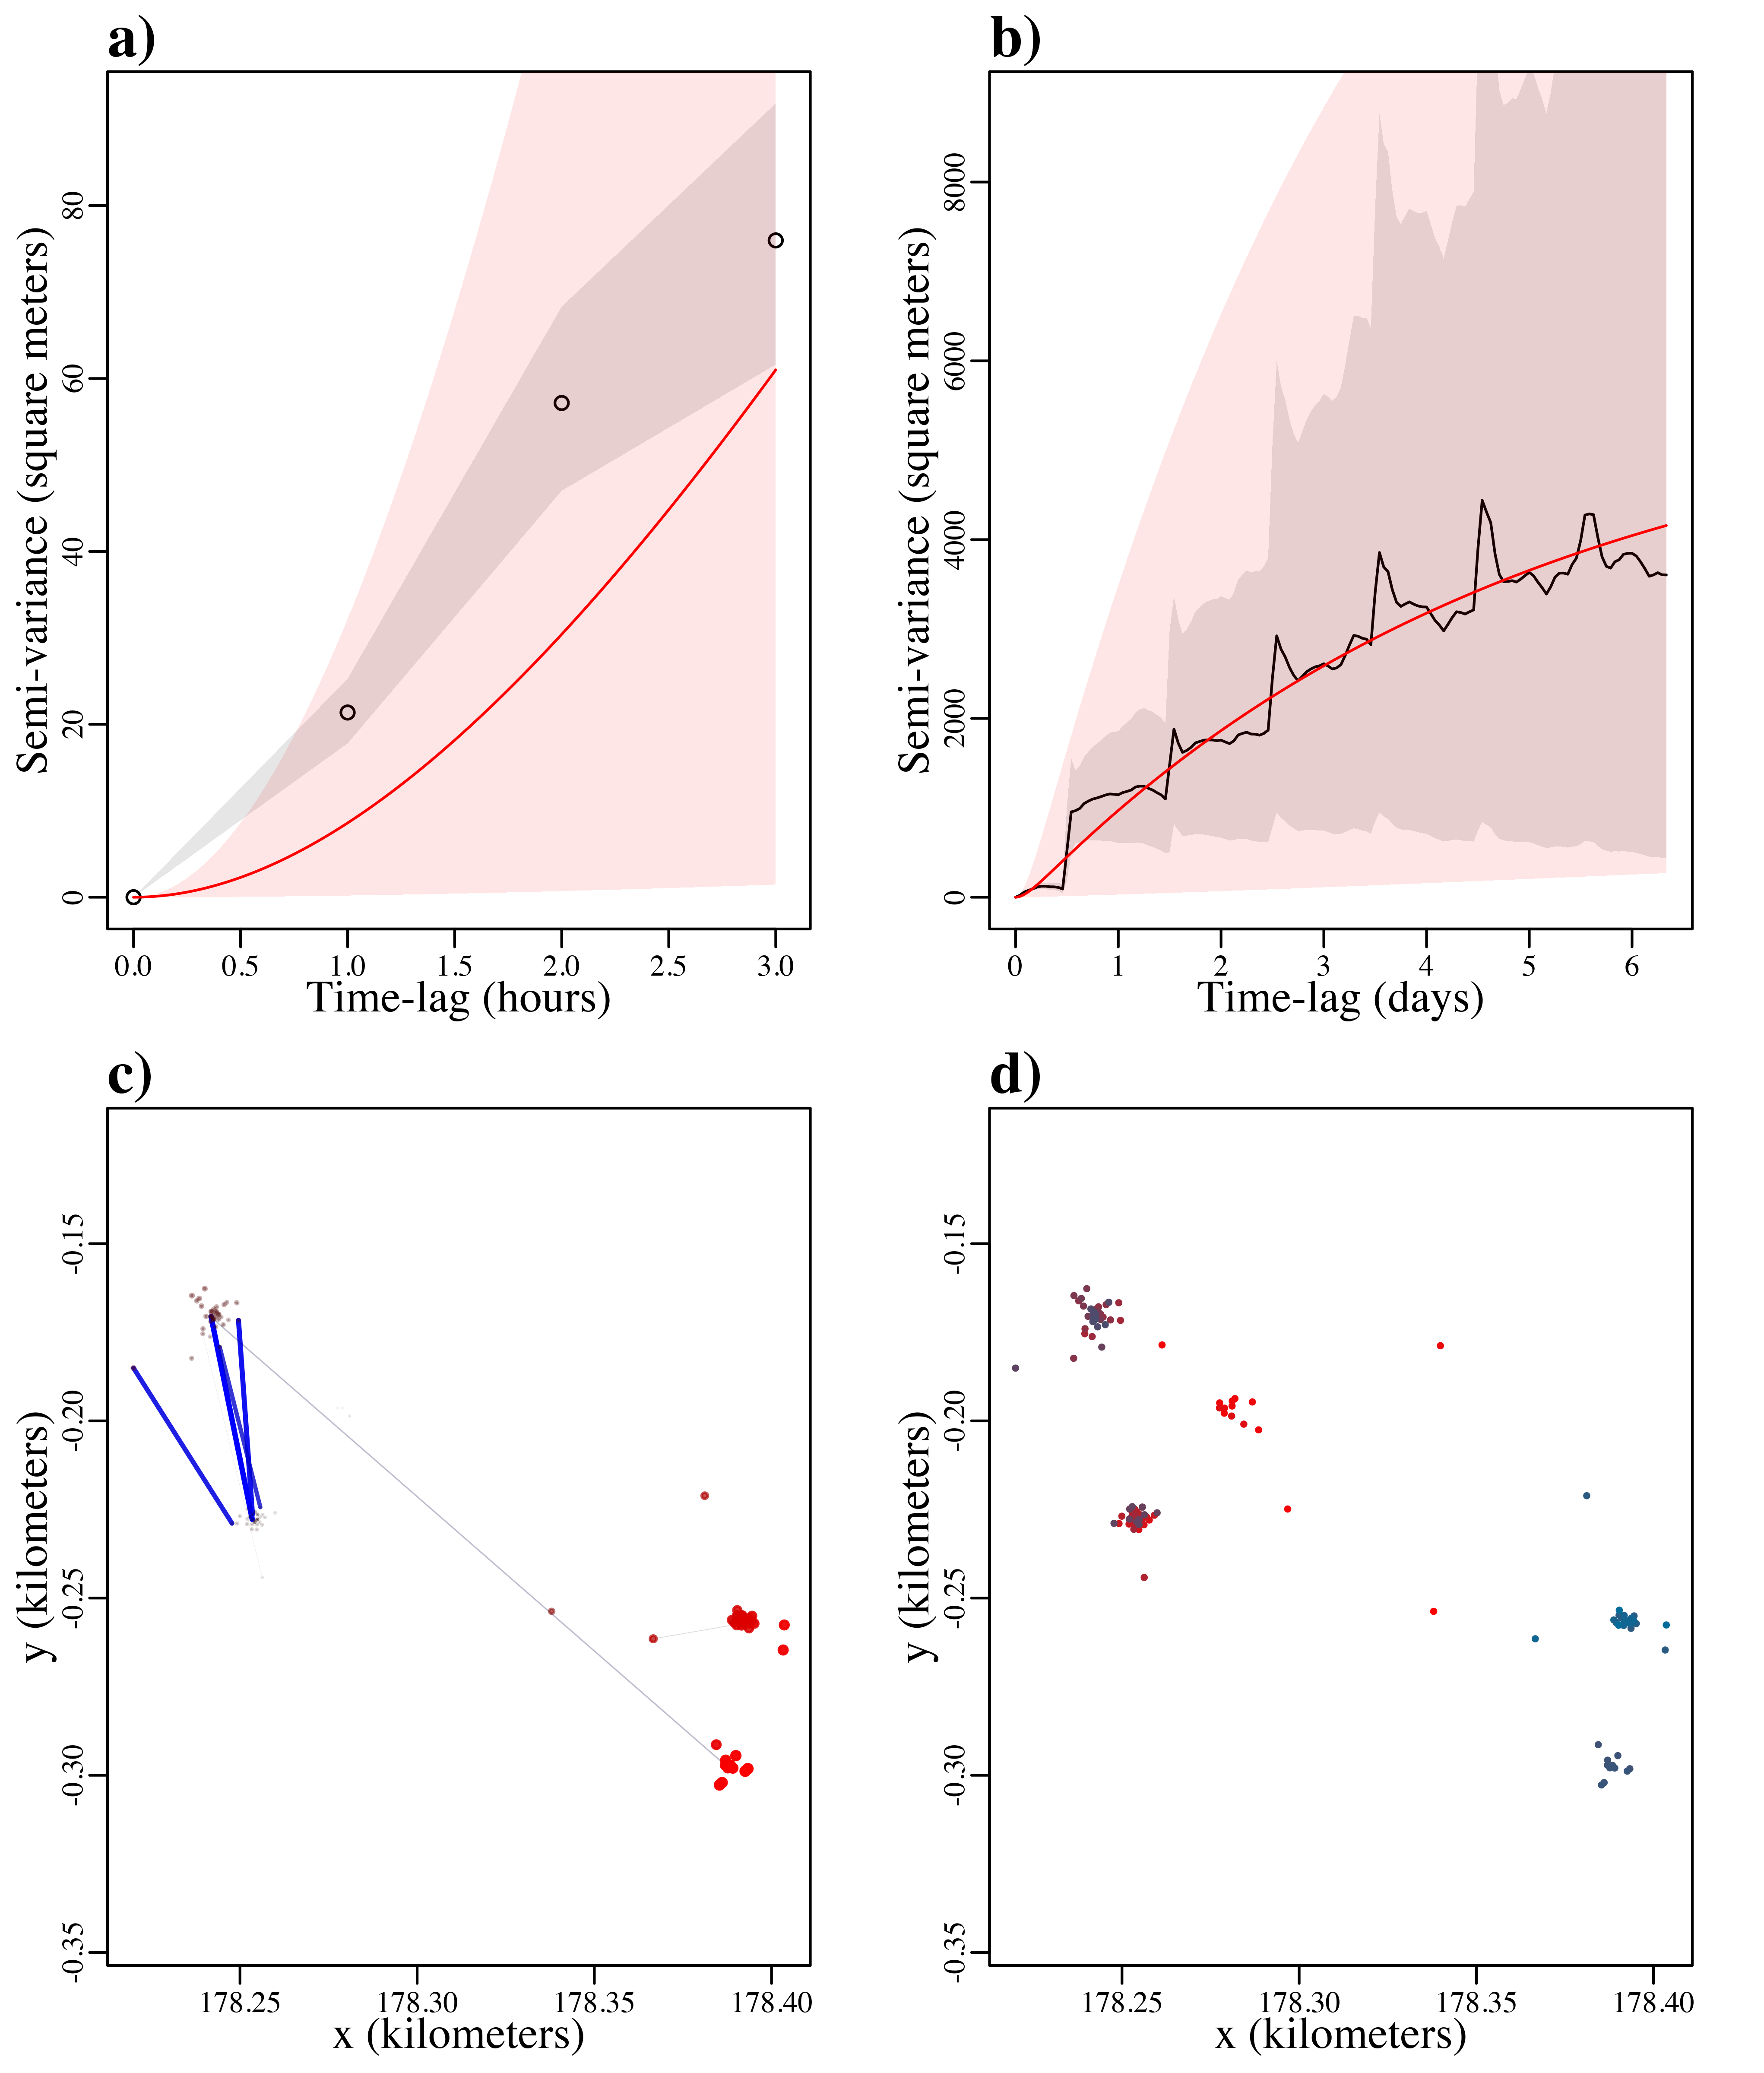 a)
Semi-variance (square meters)
80
60
40
20
0
0.0 0.5 1.0 1.5 2.0 2.5 3.0
Time-lag (hours)
b)
Semi-variance (square meters)
8000
6000
4000
2000
0
0 1 2 3 4 5 6
Time-lag (days)
c)
y (kilometers)
-0.15
-0.20
-0.25
-0.30
-0.35
178.25 178.30 178.35 178.40
x (kilometers)
d)
y (kilometers)
-0.15
-0.20
-0.25
-0.30
-0.35
178.25 178.30 178.35 178.40
x (kilometers)